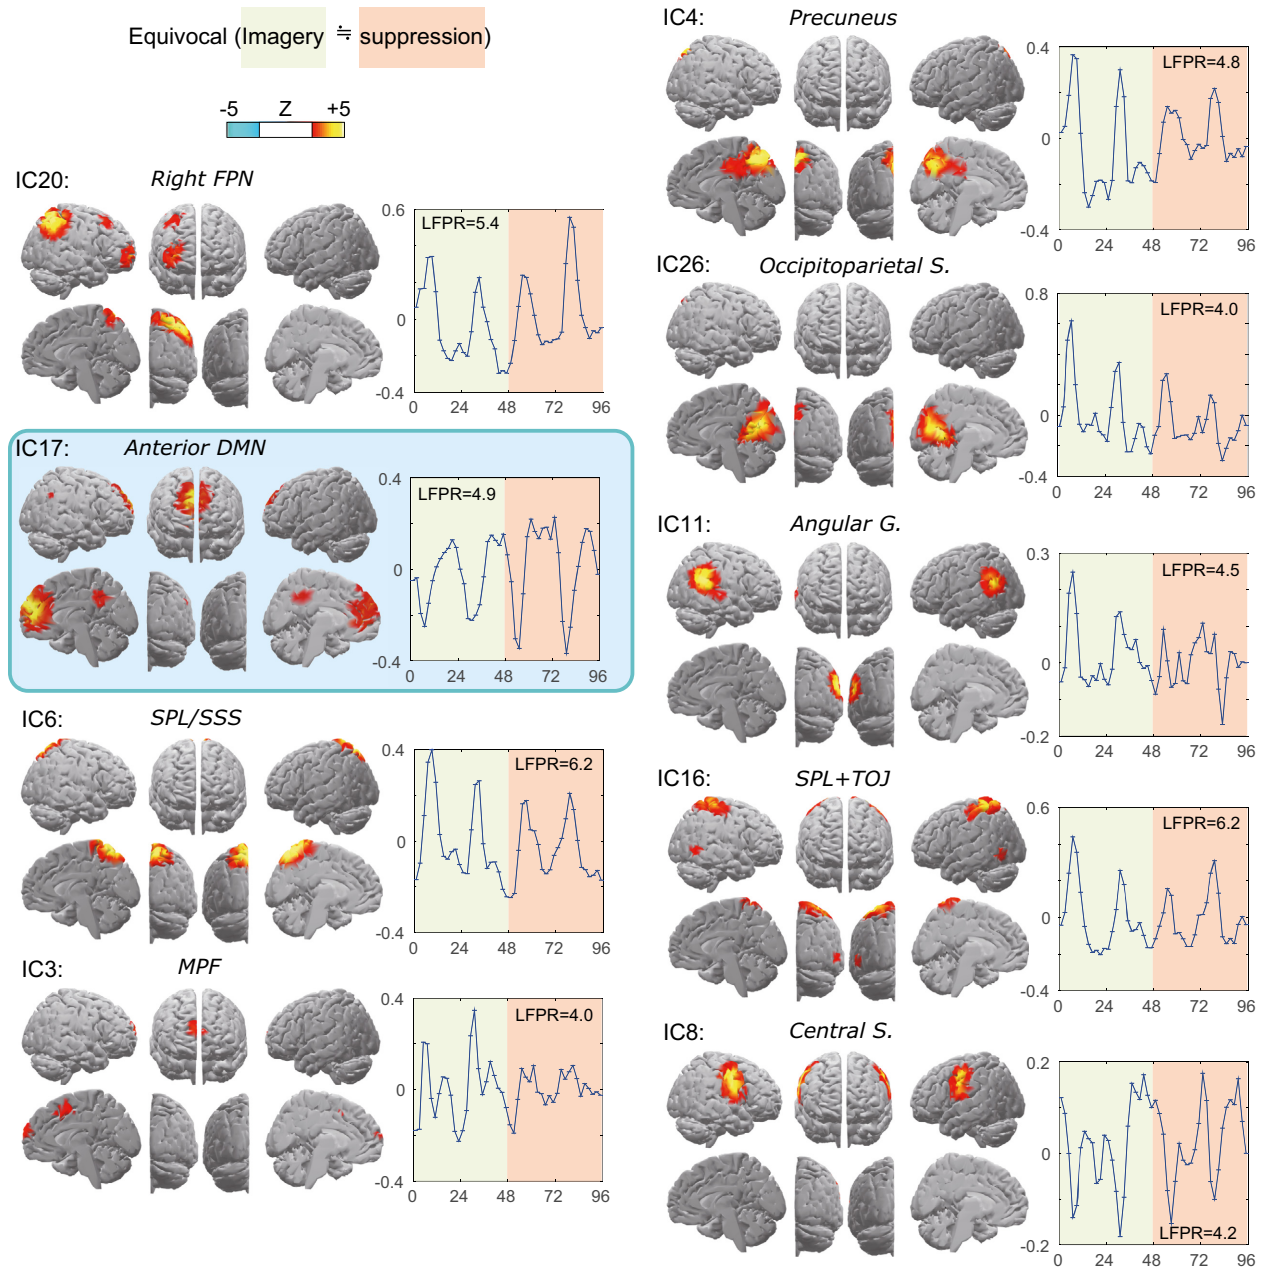 Equivocal (Imagery ≒ suppression)
-5 Z +5
IC20: Right FPN
LFPR=5.4
0.6
0
-0.4
0 24 48 72 96
IC17: Anterior DMN
LFPR=4.9
0.4
0
-0.4
0 24 48 72 96
IC6: SPL/SSS
LFPR=6.2
0.4
0
-0.4
0 24 48 72 96
IC3: MPF
LFPR=4.0
0.4
0
-0.4
0 24 48 72 96
IC4: Precuneus
LFPR=4.8
0.4
0
-0.4
0 24 48 72 96
IC26: Occipitoparietal S.
LFPR=4.0
0.8
0
-0.4
0 24 48 72 96
IC11: Angular G.
LFPR=4.5
0.3
0
-0.2
0 24 48 72 96
IC16: SPL+TOJ
LFPR=6.2
0.6
0
-0.4
0 24 48 72 96
IC8: Central S.
LFPR=4.2
0.2
0
-0.2
0 24 48 72 96